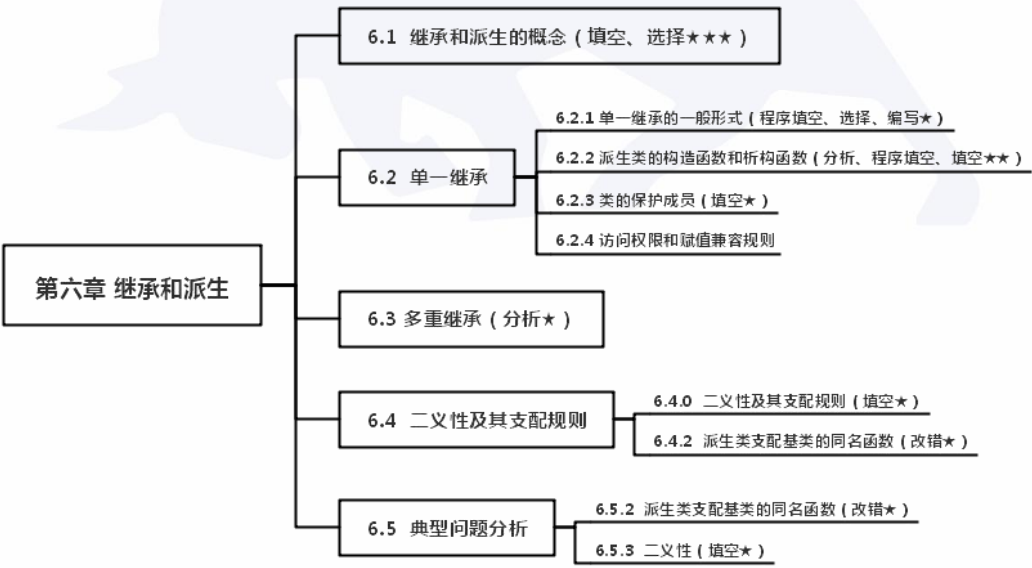 第六章 继承和派生
6.1 继承和派生的概念（填空、选择★★★）
6.2 单一继承
6.2.1 单一继承的一般形式（程序填空、选择、编写★）
6.2.2 派生类的构造函数和析构函数（分析、程序填空、填空★★）
6.2.3 类的保护成员（填空★）
6.2.4 访问权限和赋值兼容规则
6.3 多重继承（分析★）
6.4 二义性及其支配规则
6.4.0 二义性及其支配规则（填空★）
6.4.2 派生类支配基类的同名函数（改错★）
6.5 典型问题分析
6.5.2 派生类支配基类的同名函数（改错★）
6.5.3 二义性（填空★）